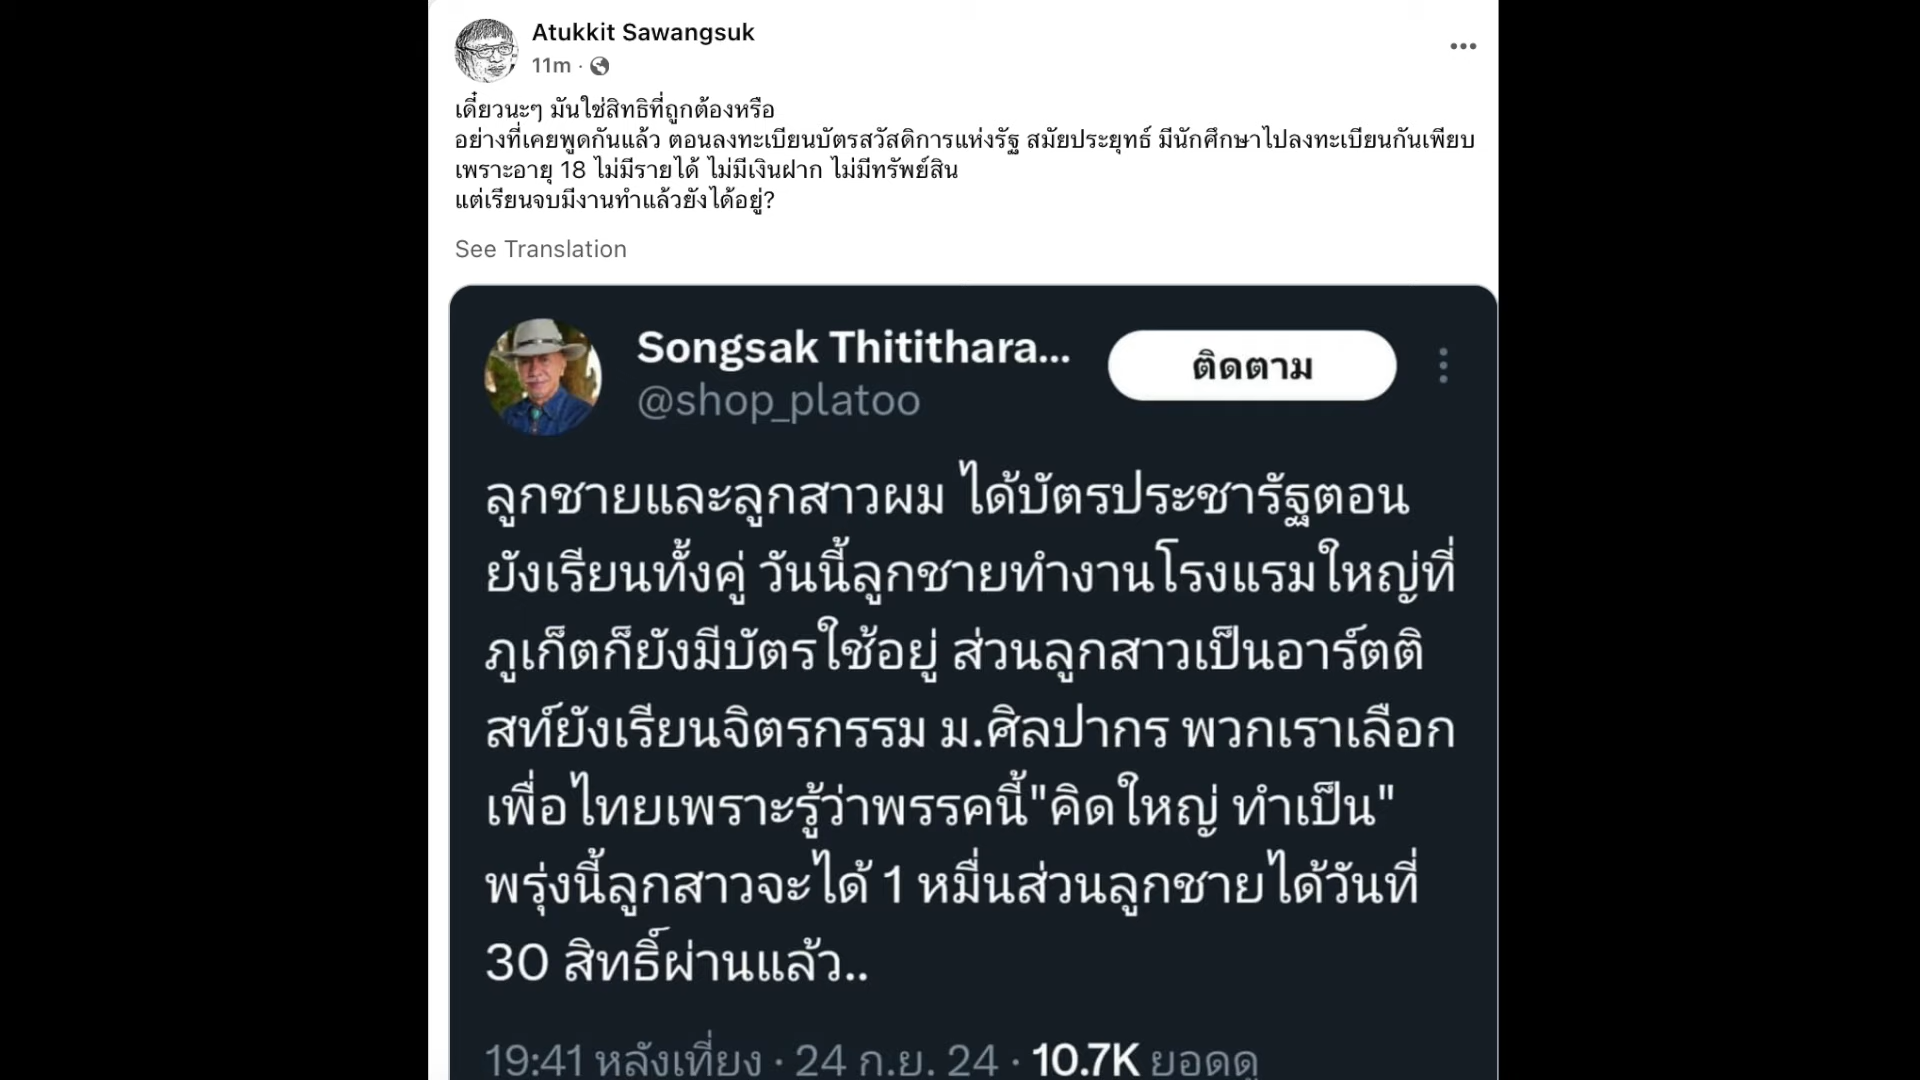 Atukkit Sawangsuk
11m ·
เดี๋ยวนะๆ มันใช่สิทธิที่ถูกต้องหรือ
อย่างที่เคยพูดกันแล้ว ตอนลงทะเบียนบัตรสวัสดิการแห่งรัฐ สมัยประยุทธ์ มีนักศึกษาไปลงทะเบียนกันเพียบ
เพราะอายุ 18 ไม่มีรายได้ ไม่มีเงินฝาก ไม่มีทรัพย์สิน
แต่เรียนจบมีงานทำแล้วยังได้อยู่?
See Translation
Songsak Thitithara...
ติดตาม
@shop_platoo
ลูกชายและลูกสาวผม ได้บัตรประชารัฐตอน
ยังเรียนทั้งคู่ วันนี้ลูกชายทำงานโรงแรมใหญ่ที่
ภูเก็ตก็ยังมีบัตรใช้อยู่ ส่วนลูกสาวเป็นอาร์ตติ
สท์ยังเรียนจิตรกรรม ม.ศิลปากร พวกเราเลือก
เพื่อไทยเพราะรู้ว่าพรรคนี้"คิดใหญ่ ทำเป็น"
พรุ่งนี้ลูกสาวจะได้ 1 หมื่นส่วนลูกชายได้วันที่
30 สิทธิ์ผ่านแล้ว..
19:41 หลังเที่ยง · 24 ก.ย. 24 · 10.7K ยอดดู